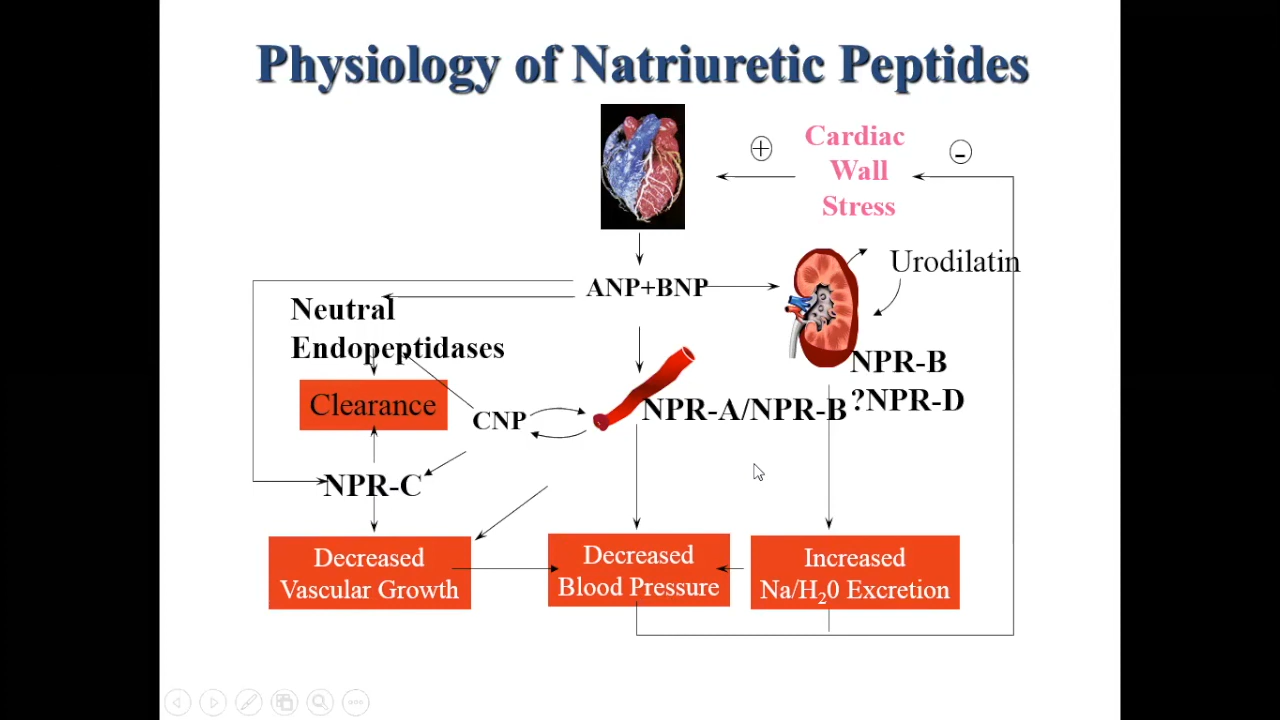 Physiology of Natriuretic Peptides
Cardiac
Wall
Stress
+
-
Urodilatin
ANP+BNP
Neutral
Endopeptidases
NPR-B
?NPR-D
Clearance
CNP
NPR-A/NPR-B
NPR-C
Decreased
Vascular Growth
Decreased
Blood Pressure
Increased
Na/H₂0 Excretion